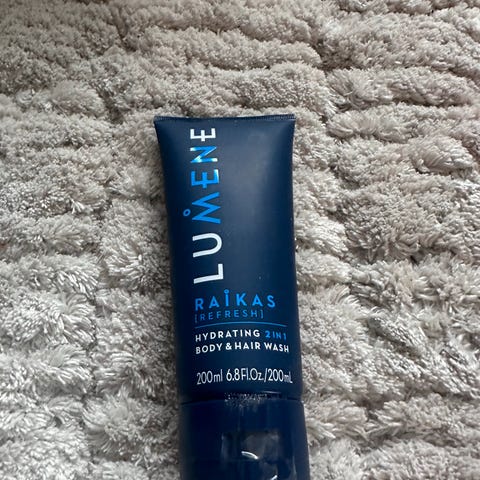 LUMENE
RAIKAS
[REFRESH]
HYDRATING 2IN1
BODY & HAIR WASH
200ml 6.8Fl.Oz./200mL